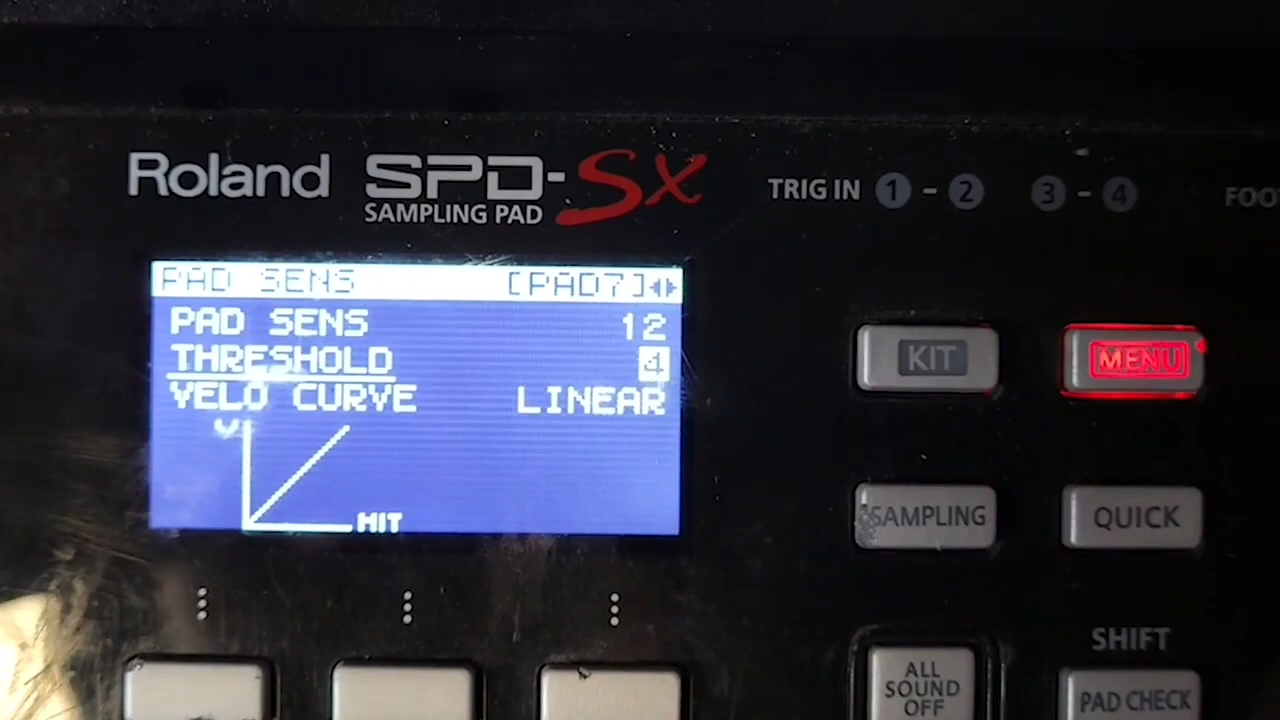 Roland SPD-SX
SAMPLING PAD
TRIG IN 1 - 2 3 - 4
PAD SENS [PAD7]
PAD SENS 12
THRESHOLD 4
VELO CURVE LINEAR
V
HIT
KIT
MENU
SAMPLING
QUICK
SHIFT
ALL
SOUND
OFF
PAD CHECK